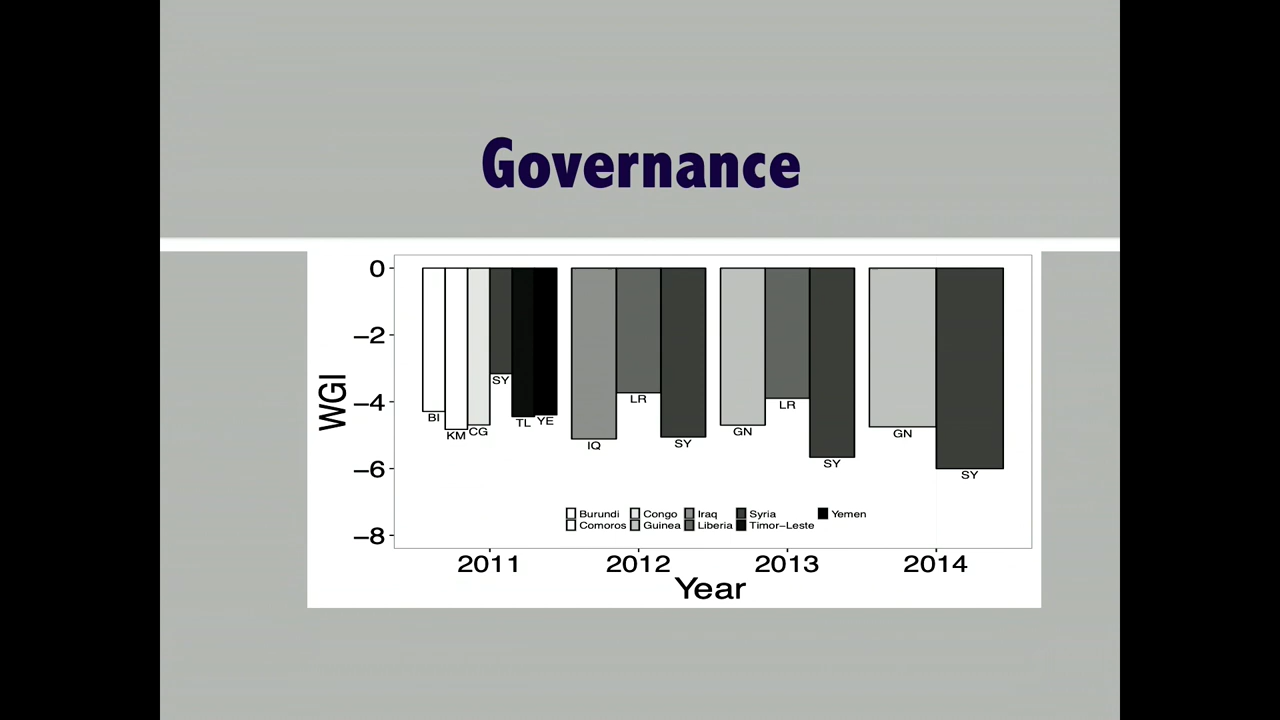 Governance
0
−2
−4
−6
−8
WGI
BI
KM
CG
SY
TL
YE
IQ
LR
SY
GN
LR
SY
GN
SY
Burundi Congo Iraq Syria Yemen
Comoros Guinea Liberia Timor−Leste
2011 2012 2013 2014
Year